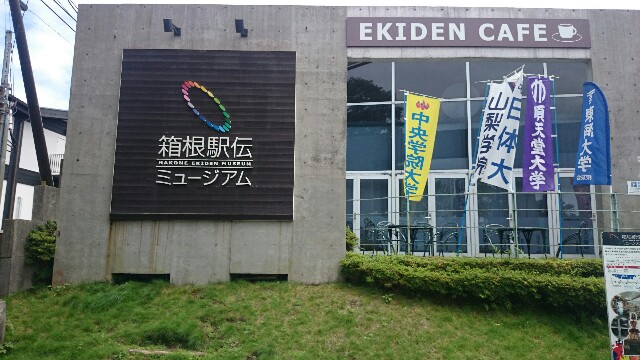 EKIDEN CAFE
箱根駅伝
HAKONE EKIDEN MUSEUM
ミュージアム
中央学院大学
山梨学院
日体大
順天堂大学
東海大学